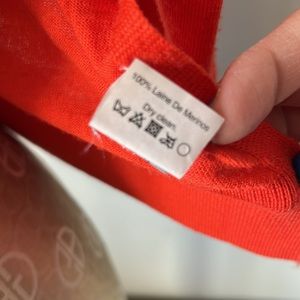 100% Laine De Merinos
Dry clean.